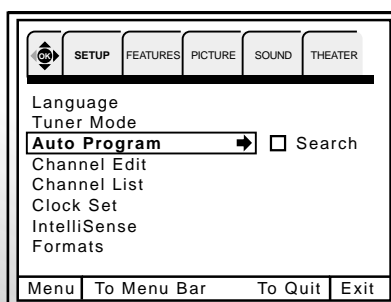 OK SETUP FEATURES PICTURE SOUND THEATER
Language
Tuner Mode
Auto Program Search
Channel Edit
Channel List
Clock Set
IntelliSense
Formats
Menu To Menu Bar To Quit Exit